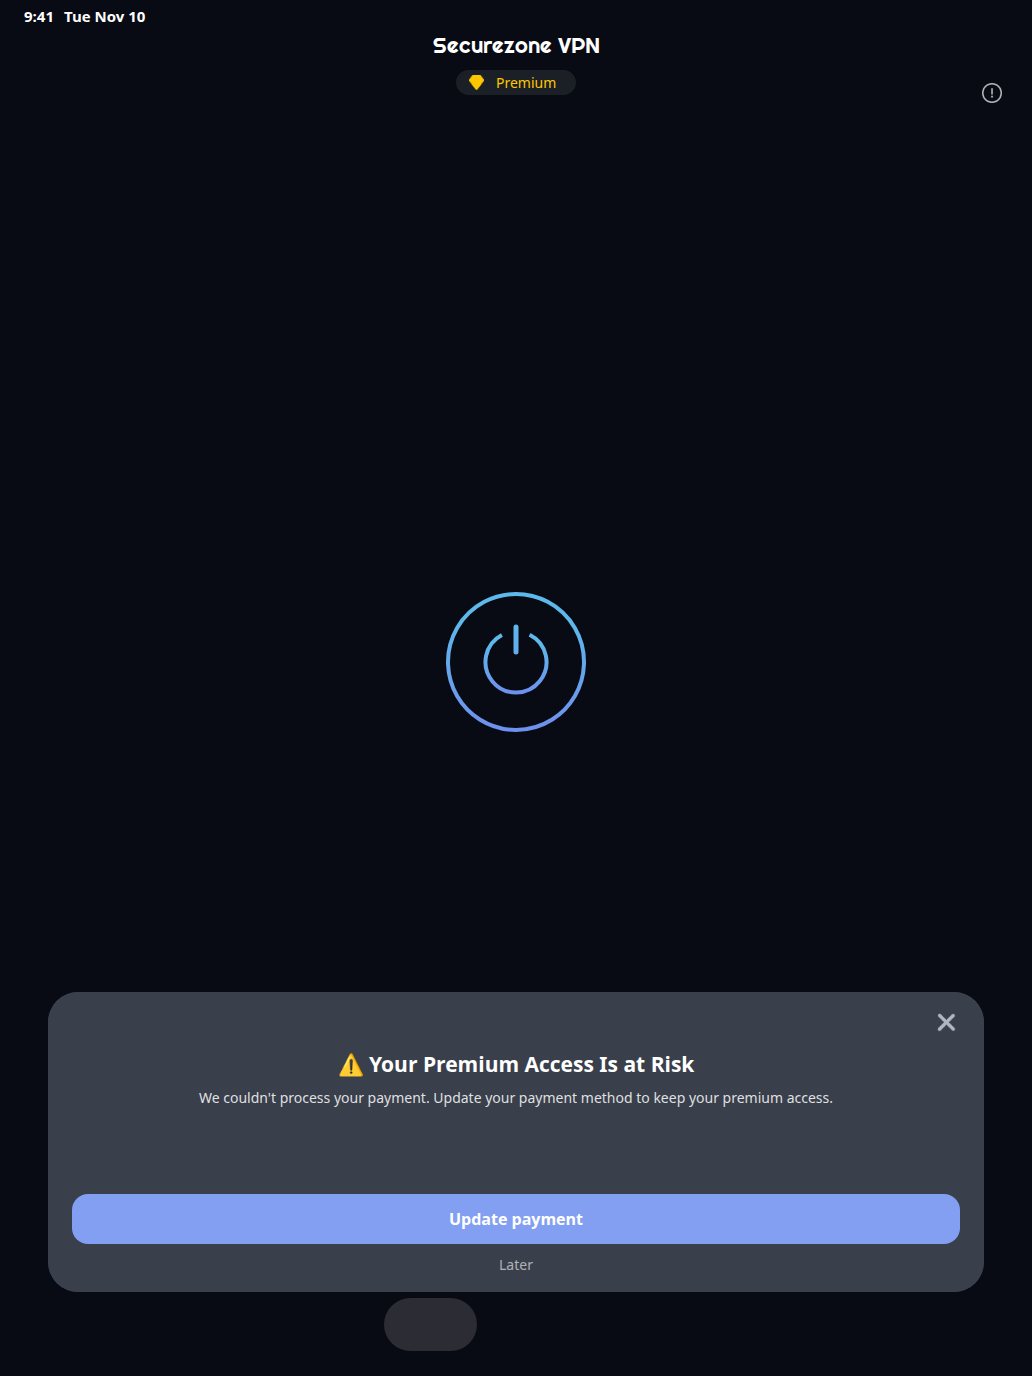 9:41 Tue Nov 10
Securezone VPN
Premium
⚠️ Your Premium Access Is at Risk
We couldn't process your payment. Update your payment method to keep your premium access.
Update payment
Later